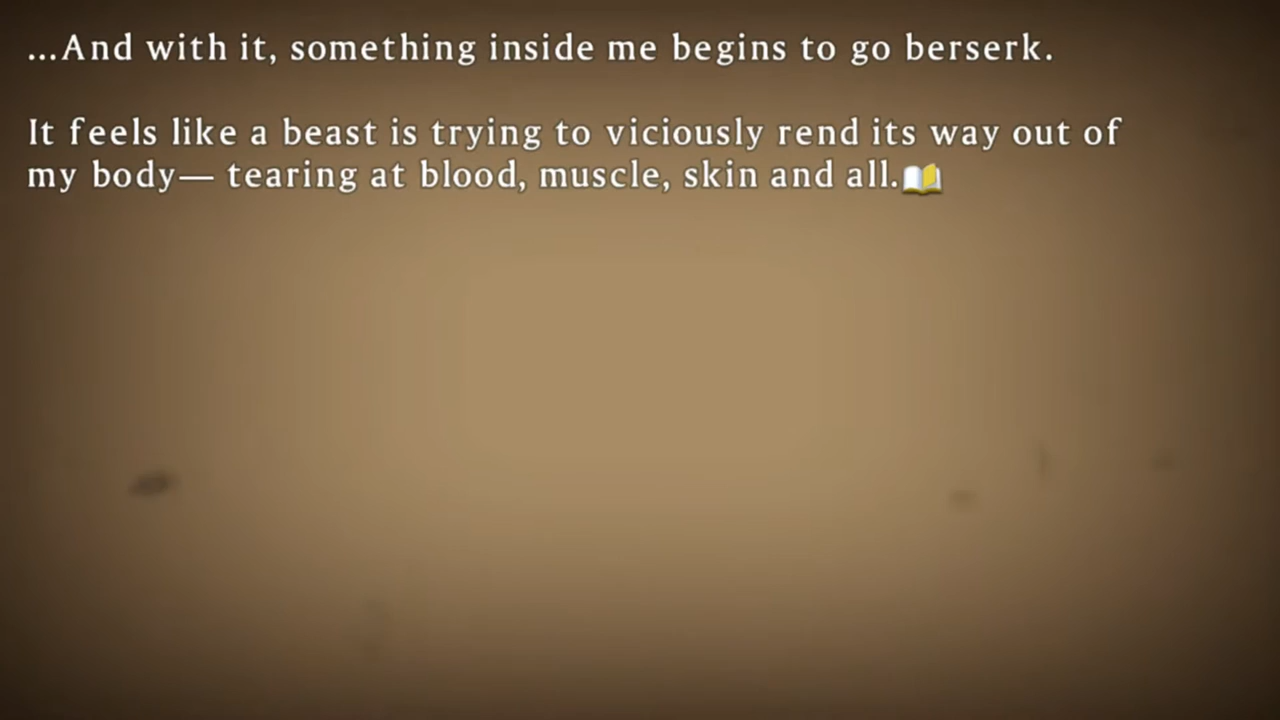 ...And with it, something inside me begins to go berserk.
It feels like a beast is trying to viciously rend its way out of
my body— tearing at blood, muscle, skin and all.